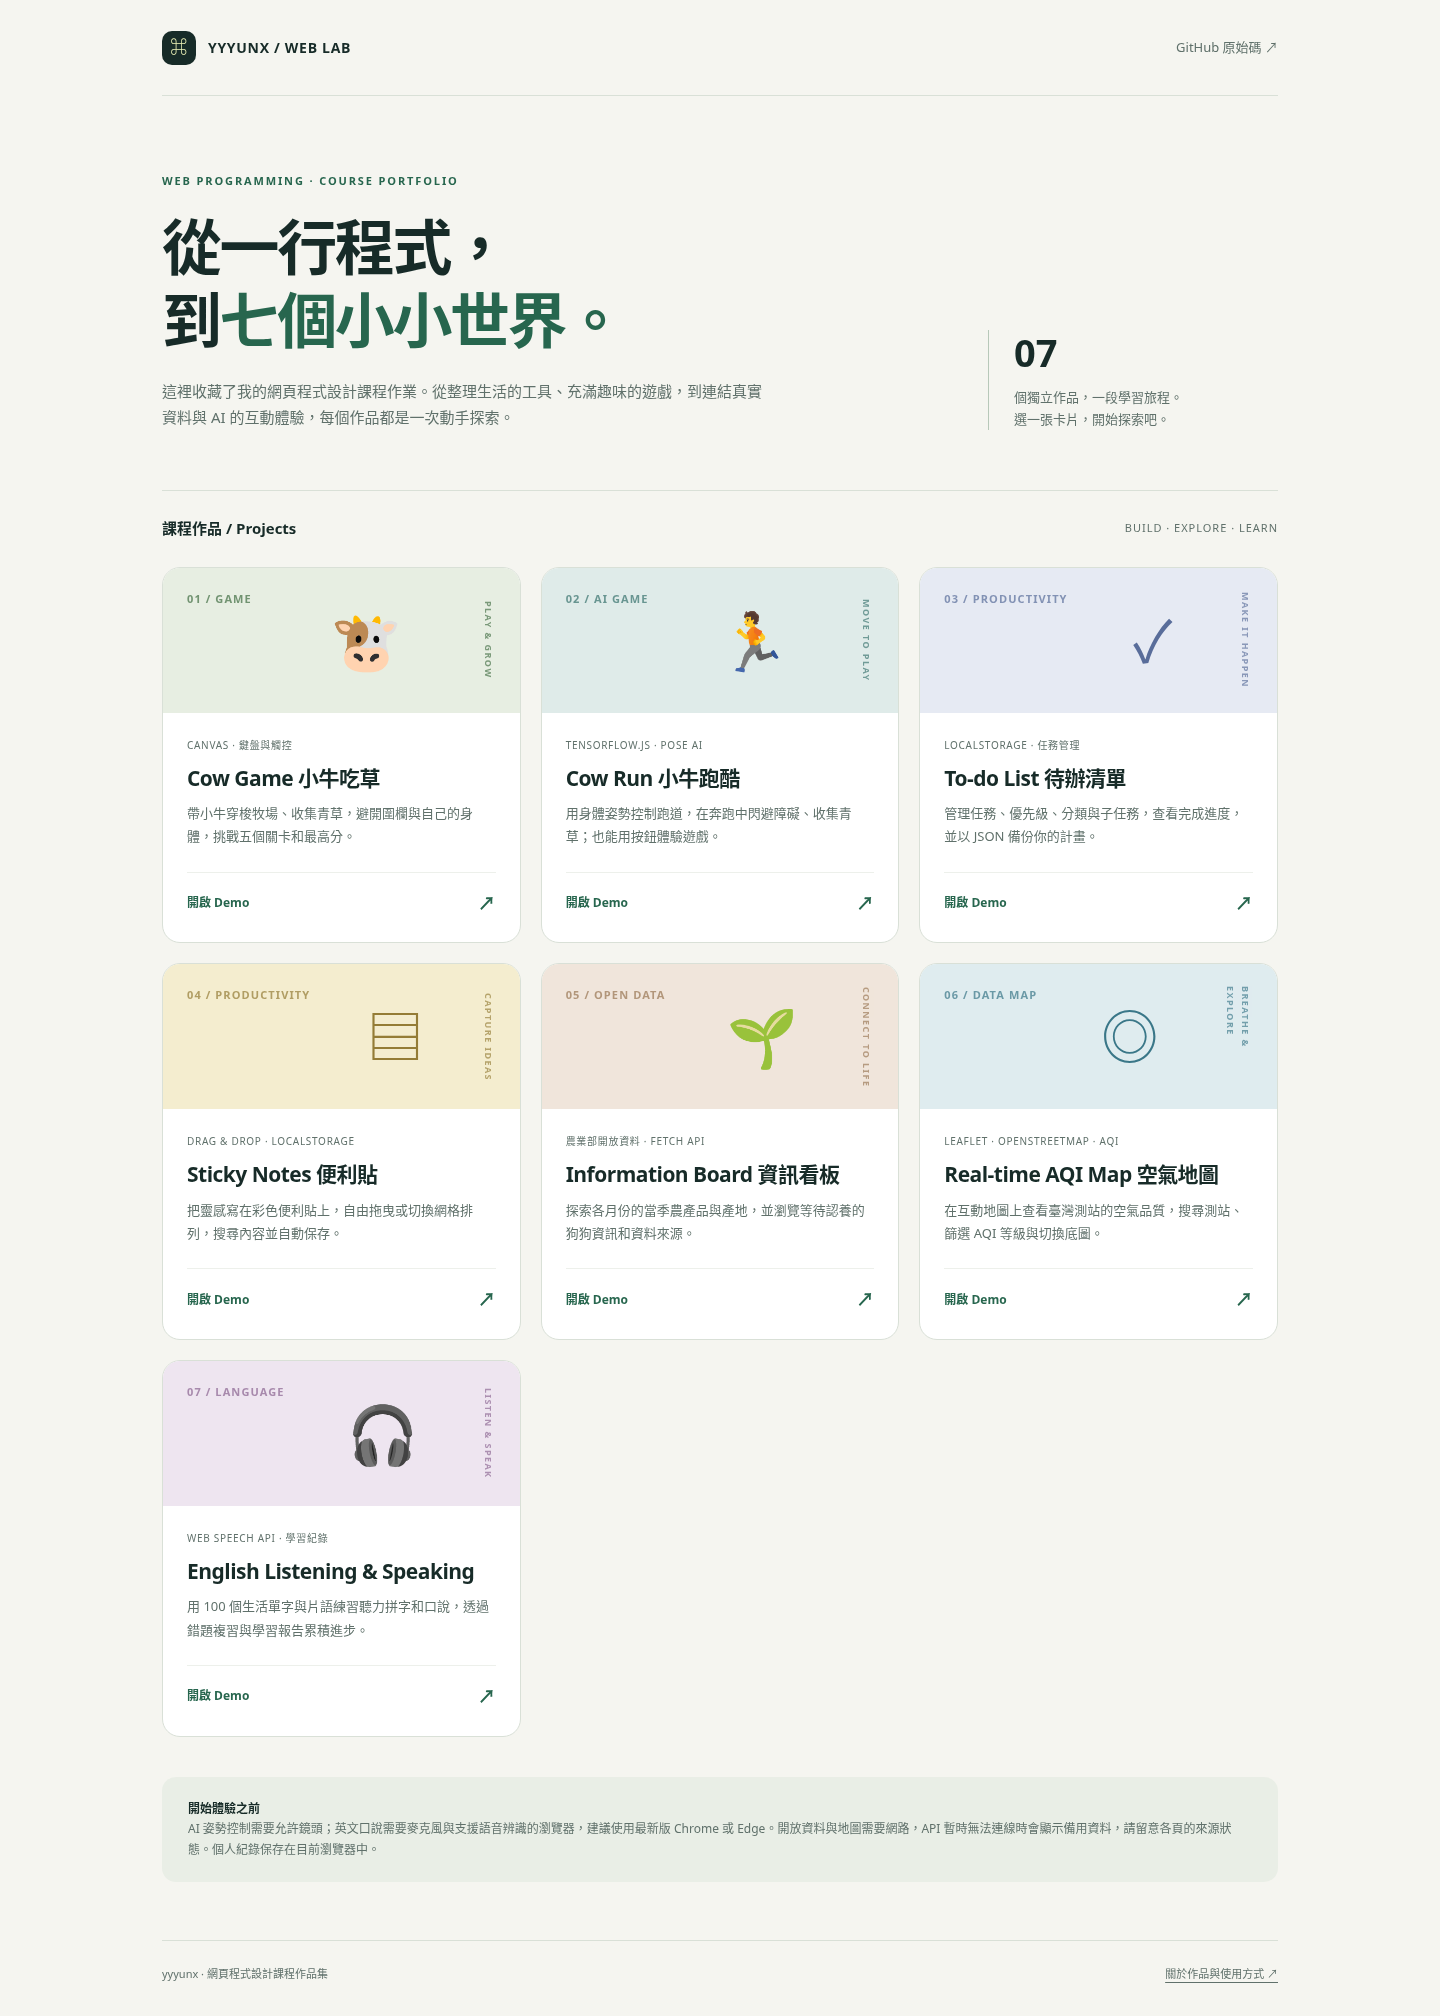 ⌘ YYYUNX / WEB LAB
GitHub 原始碼 ↗
WEB PROGRAMMING · COURSE PORTFOLIO
從一行程式，
到七個小小世界。
這裡收藏了我的網頁程式設計課程作業。從整理生活的工具、充滿趣味的遊戲，到連結真實
資料與 AI 的互動體驗，每個作品都是一次動手探索。
07
個獨立作品，一段學習旅程。
選一張卡片，開始探索吧。
課程作品 / Projects
BUILD · EXPLORE · LEARN
01 / GAME
PLAY & GROW
CANVAS · 鍵盤與觸控
Cow Game 小牛吃草
帶小牛穿梭牧場、收集青草，避開圍欄與自己的身
體，挑戰五個關卡和最高分。
開啟 Demo ↗
02 / AI GAME
MOVE TO PLAY
TENSORFLOW.JS · POSE AI
Cow Run 小牛跑酷
用身體姿勢控制跑道，在奔跑中閃避障礙、收集青
草；也能用按鈕體驗遊戲。
開啟 Demo ↗
03 / PRODUCTIVITY
MAKE IT HAPPEN
LOCALSTORAGE · 任務管理
To-do List 待辦清單
管理任務、優先級、分類與子任務，查看完成進度，
並以 JSON 備份你的計畫。
開啟 Demo ↗
04 / PRODUCTIVITY
CAPTURE IDEAS
DRAG & DROP · LOCALSTORAGE
Sticky Notes 便利貼
把靈感寫在彩色便利貼上，自由拖曳或切換網格排
列，搜尋內容並自動保存。
開啟 Demo ↗
05 / OPEN DATA
CONNECT TO LIFE
農業部開放資料 · FETCH API
Information Board 資訊看板
探索各月份的當季農產品與產地，並瀏覽等待認養的
狗狗資訊和資料來源。
開啟 Demo ↗
06 / DATA MAP
BREATHE &
EXPLORE
LEAFLET · OPENSTREETMAP · AQI
Real-time AQI Map 空氣地圖
在互動地圖上查看臺灣測站的空氣品質，搜尋測站、
篩選 AQI 等級與切換底圖。
開啟 Demo ↗
07 / LANGUAGE
LISTEN & SPEAK
WEB SPEECH API · 學習紀錄
English Listening & Speaking
用 100 個生活單字與片語練習聽力拼字和口說，透過
錯題複習與學習報告累積進步。
開啟 Demo ↗
開始體驗之前
AI 姿勢控制需要允許鏡頭；英文口說需要麥克風與支援語音辨識的瀏覽器，建議使用最新版 Chrome 或 Edge。開放資料與地圖需要網路，API 暫時無法連線時會顯示備用資料，請留意各頁的來源狀
態。個人紀錄保存在目前瀏覽器中。
yyyunx · 網頁程式設計課程作品集
關於作品與使用方式 ↗